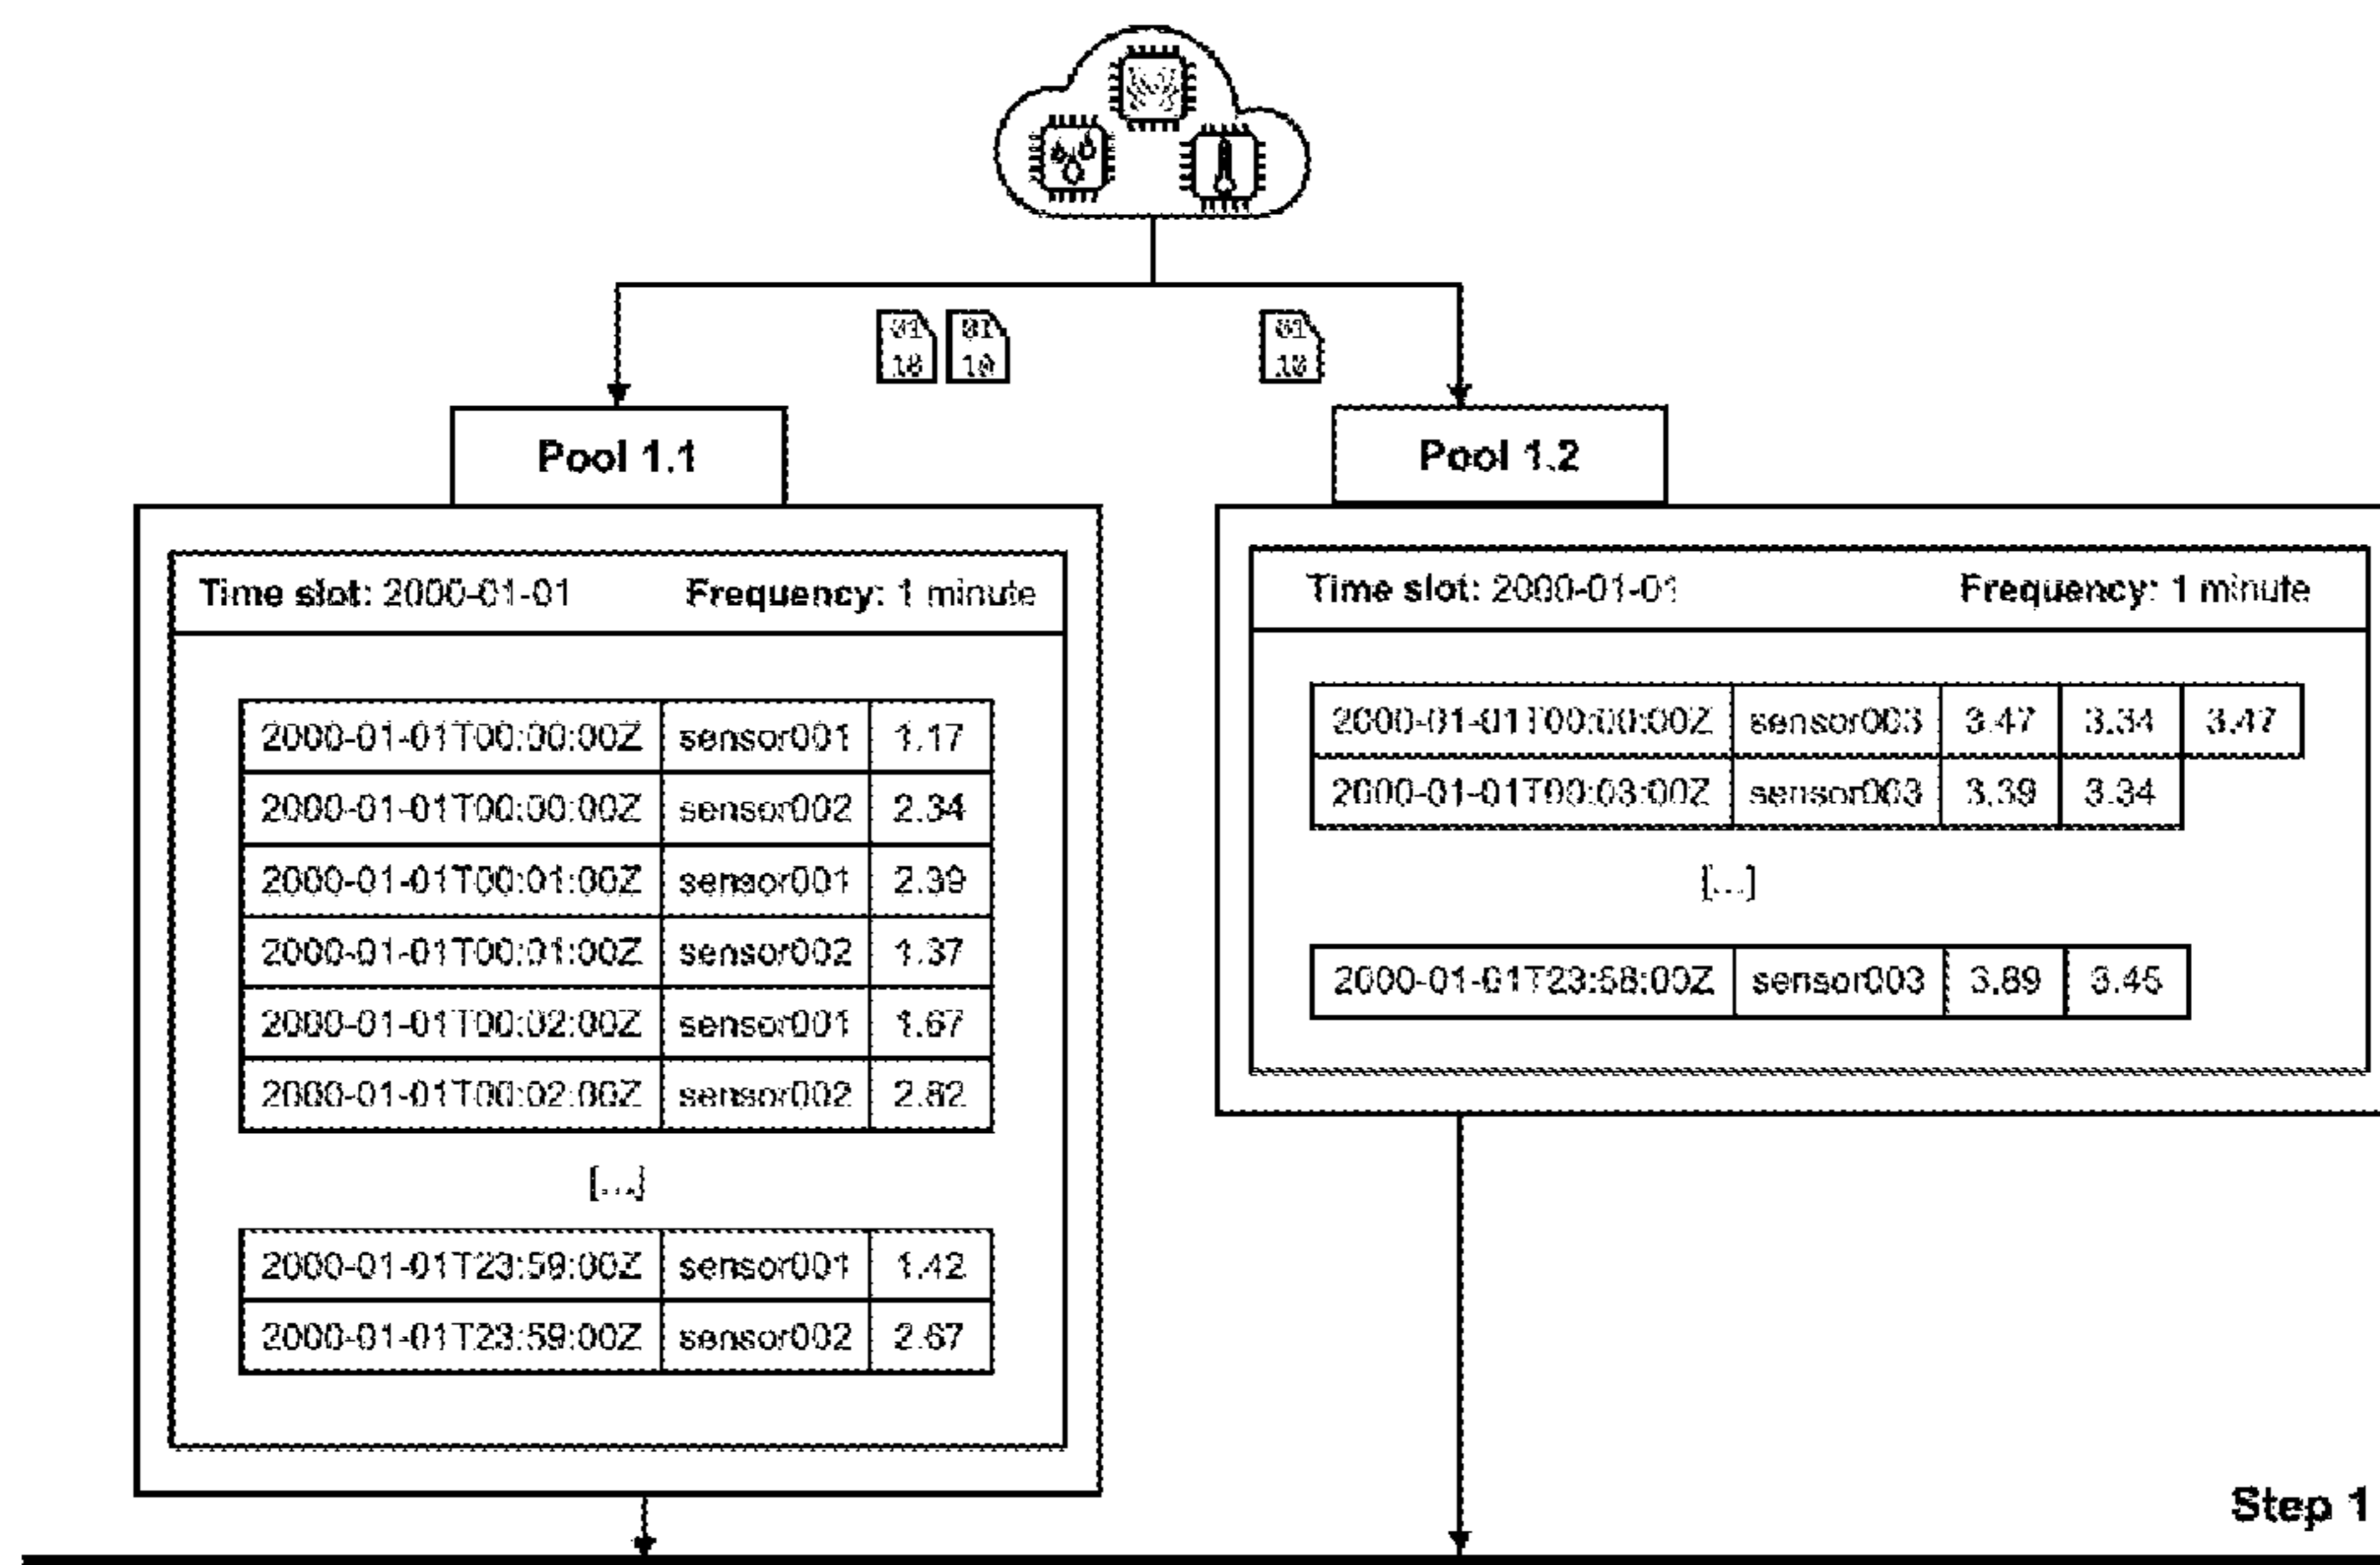 01 01 01
10 10 10
Pool 1.1
Pool 1.2
Time slot: 2000-01-01 Frequency: 1 minute
2000-01-01T00:00:00Z sensor001 1.17
2000-01-01T00:00:00Z sensor002 2.34
2000-01-01T00:01:00Z sensor001 2.39
2000-01-01T00:01:00Z sensor002 1.37
2000-01-01T00:02:00Z sensor001 1.67
2000-01-01T00:02:00Z sensor002 2.82
[...]
2000-01-01T23:59:00Z sensor001 1.42
2000-01-01T23:59:00Z sensor002 2.67
Time slot: 2000-01-01 Frequency: 1 minute
2000-01-01T00:00:00Z sensor003 3.47 3.34 3.47
2000-01-01T00:03:00Z sensor003 3.39 3.34
[...]
2000-01-01T23:58:00Z sensor003 3.89 3.45
Step 1